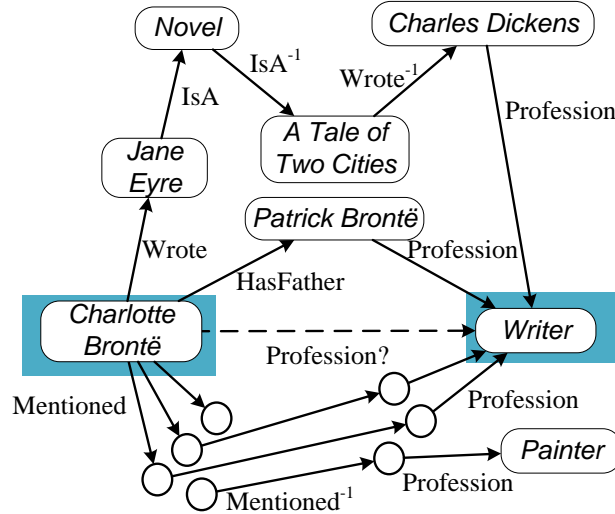 Novel
Charles Dickens
IsA⁻¹
Wrote⁻¹
IsA
Profession
A Tale of
Two Cities
Jane
Eyre
Patrick Brontë
Wrote
Profession
HasFather
Charlotte
Brontë
Writer
Profession?
Mentioned
Profession
Painter
Mentioned⁻¹
Profession